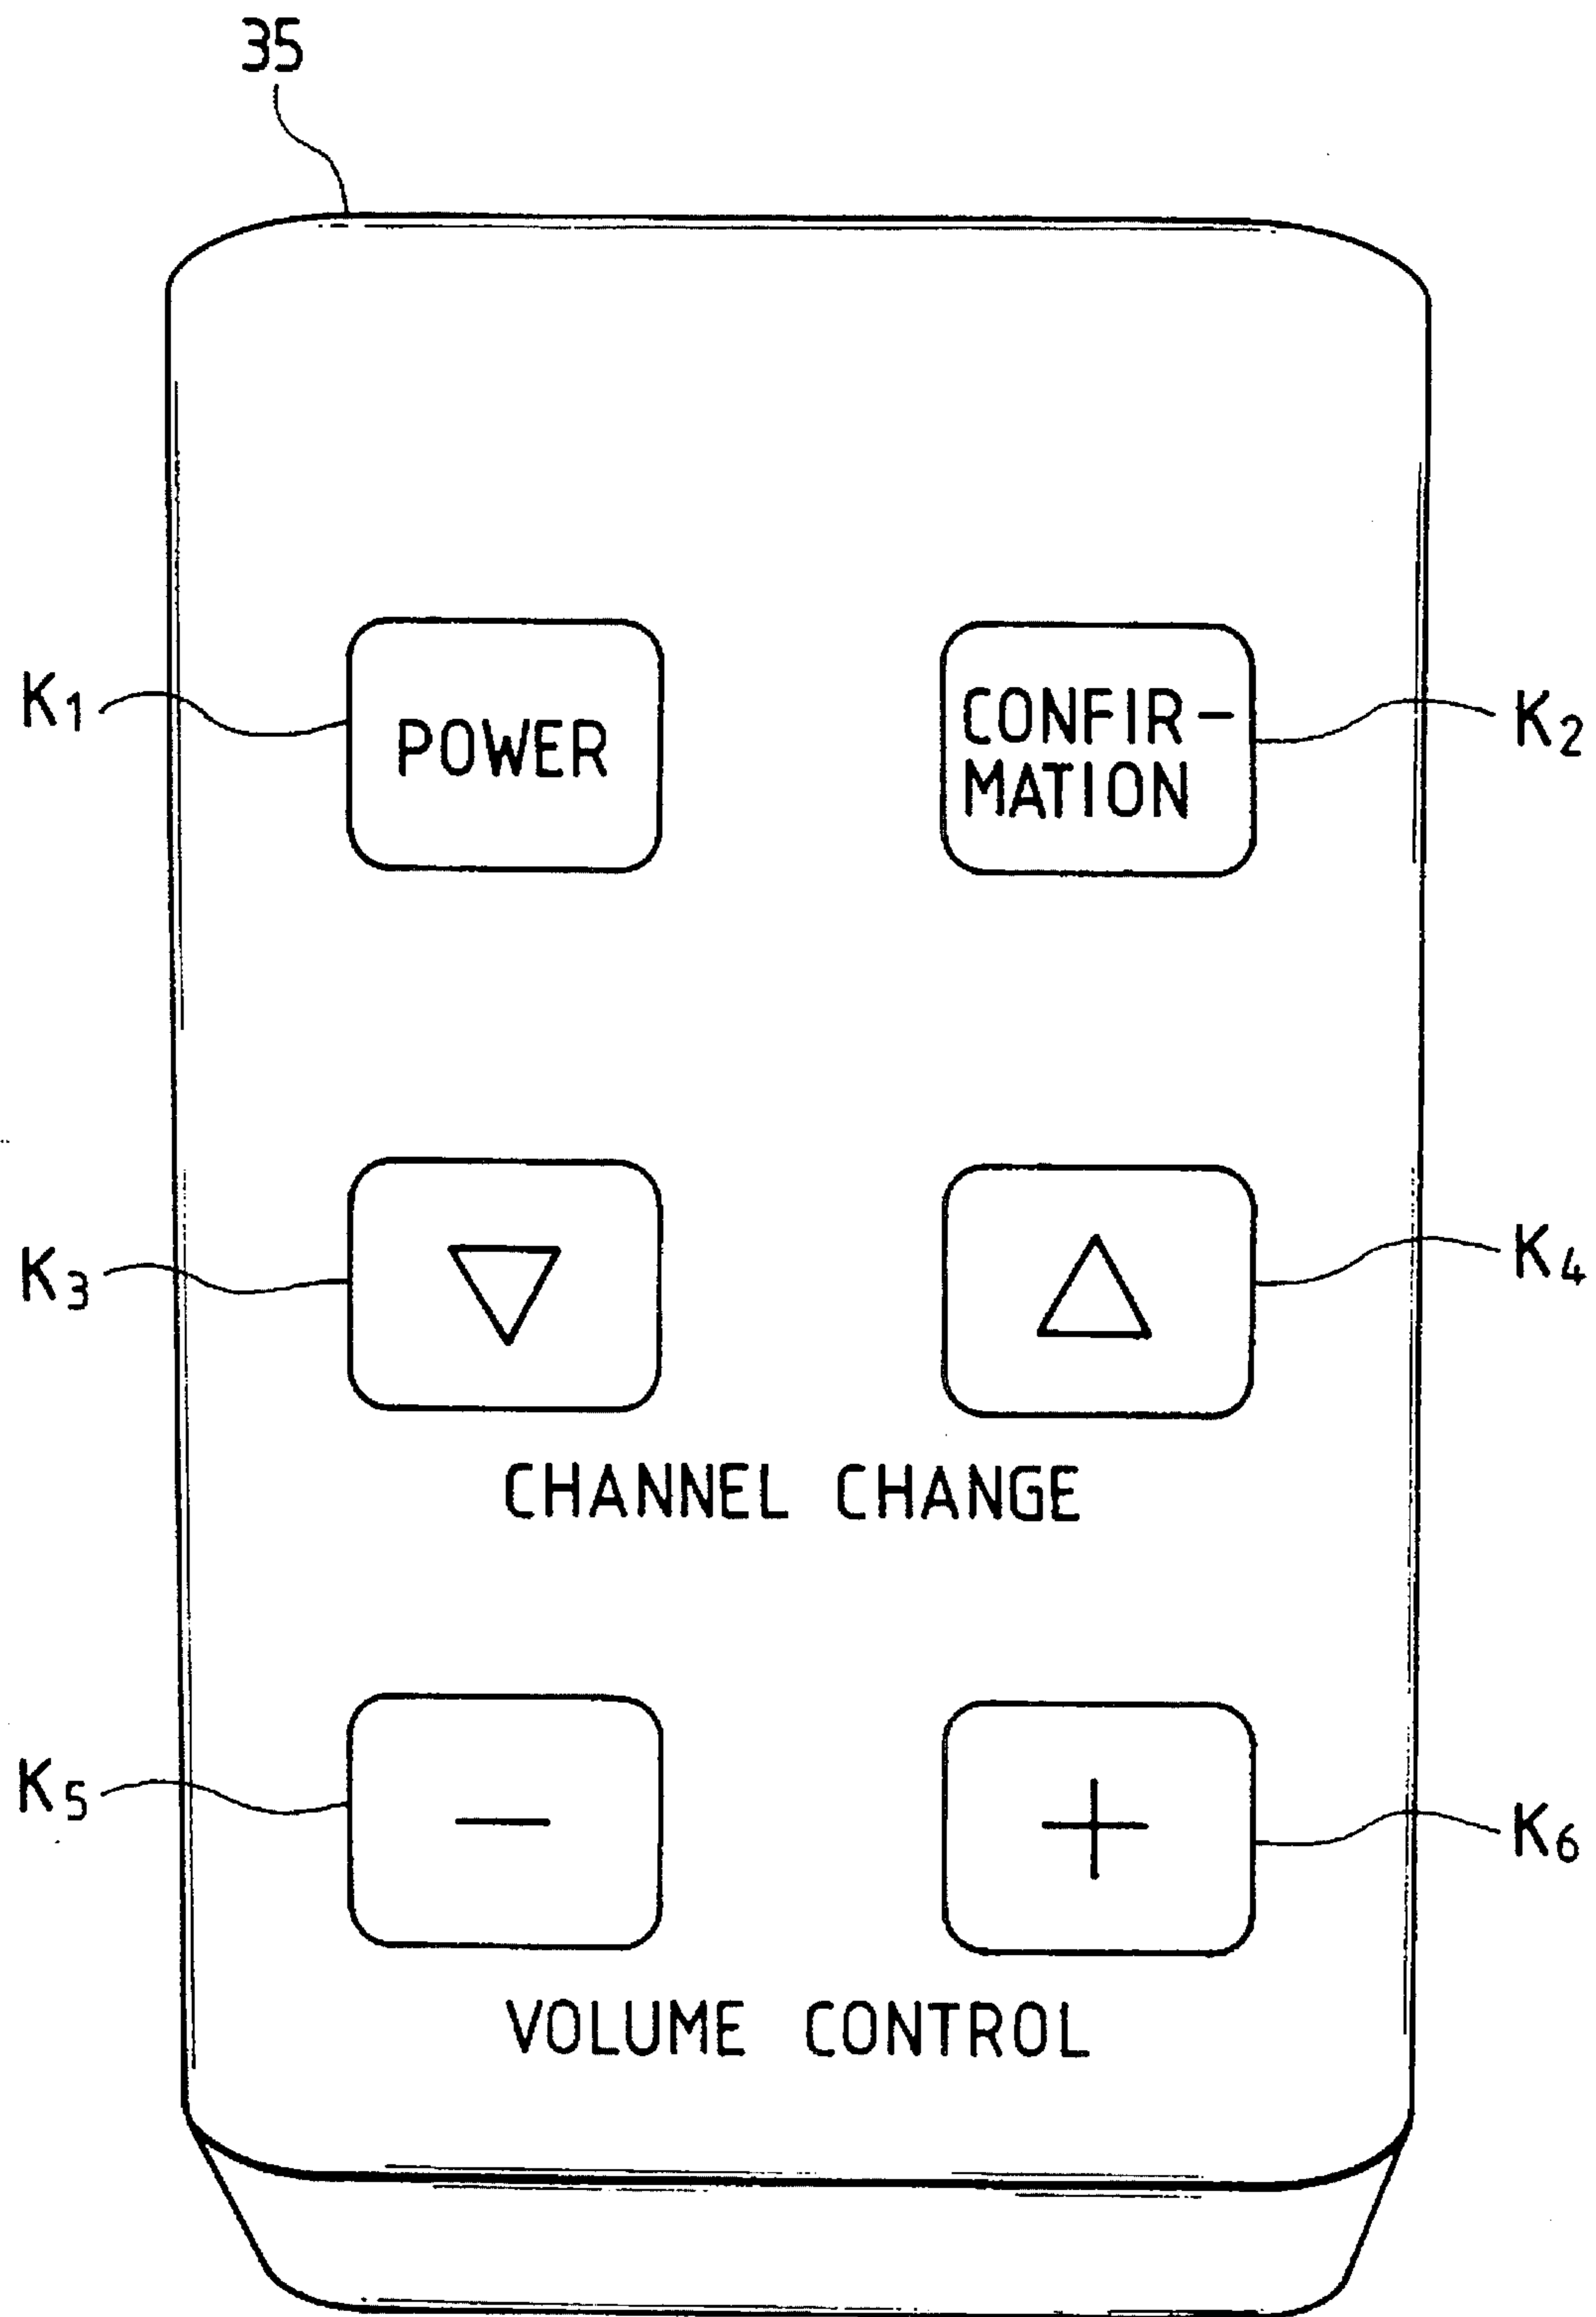 35
K1 POWER CONFIR- K2
MATION
K3 ▽ △ K4
CHANNEL CHANGE
K5 − + K6
VOLUME CONTROL